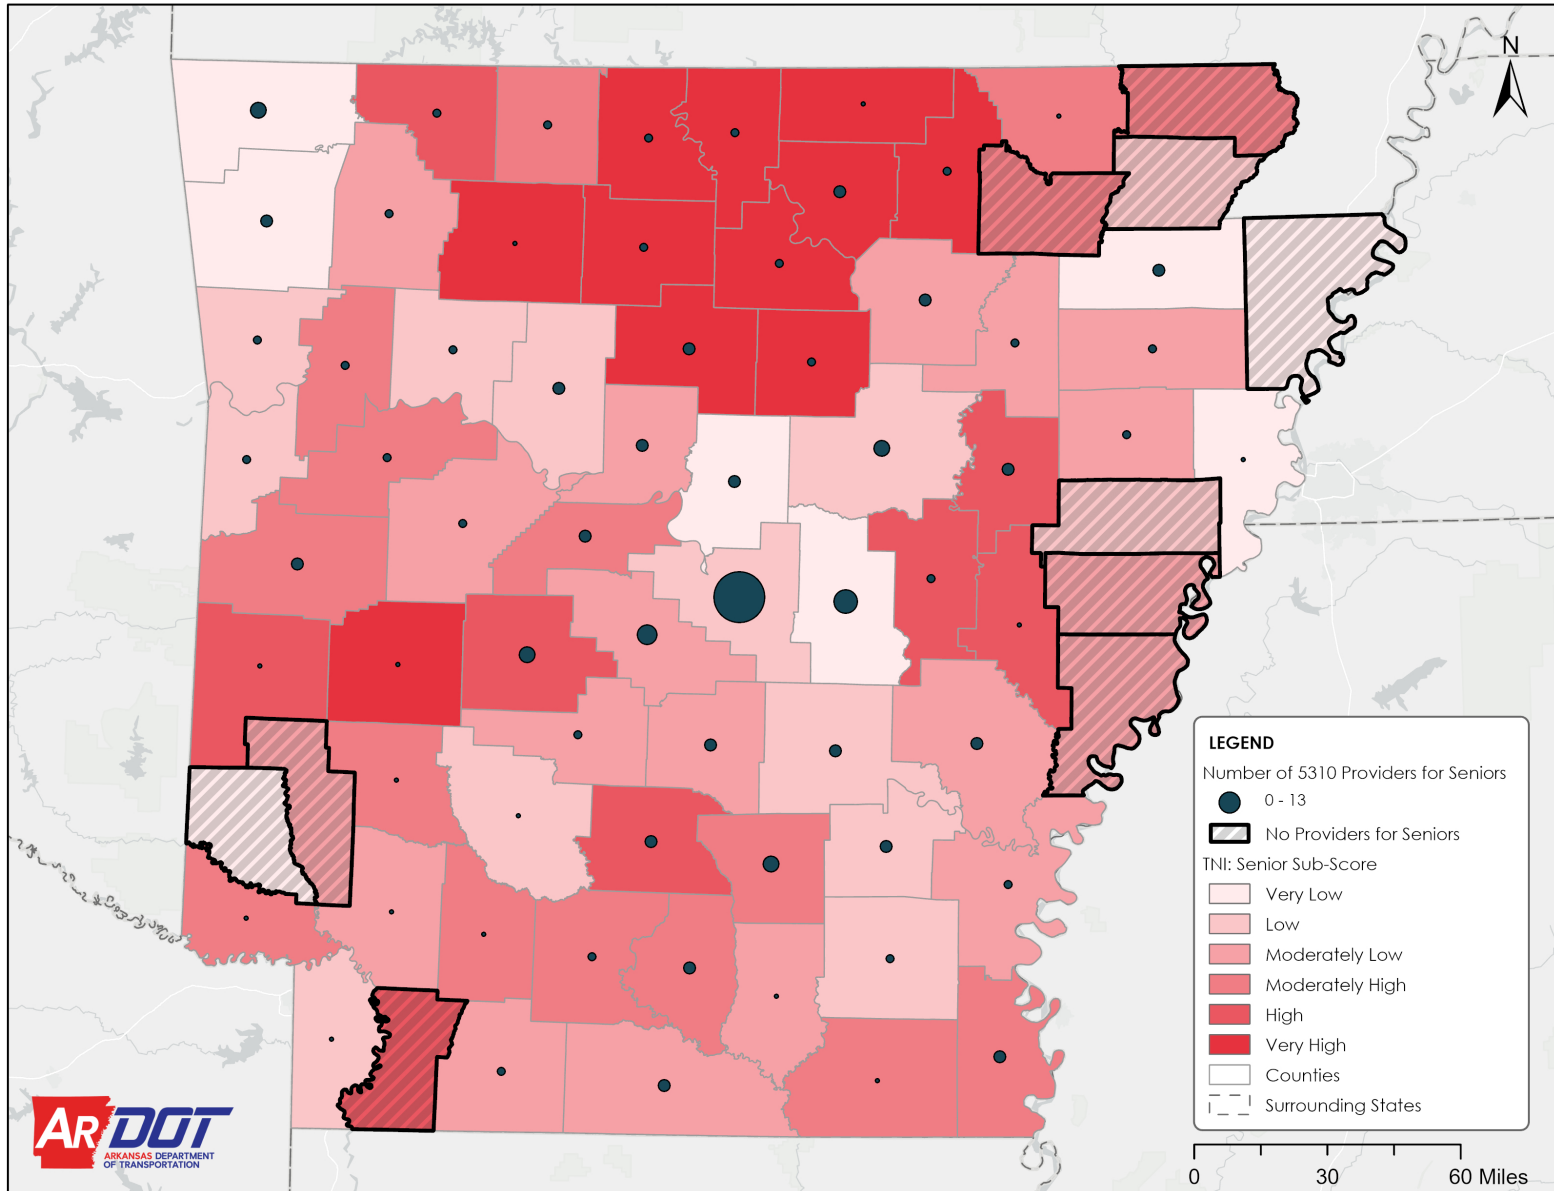 N
LEGEND
Number of 5310 Providers for Seniors
0 - 13
No Providers for Seniors
TNI: Senior Sub-Score
Very Low
Low
Moderately Low
Moderately High
High
Very High
Counties
Surrounding States
0 30 60 Miles
ARDOT
ARKANSAS DEPARTMENT
OF TRANSPORTATION